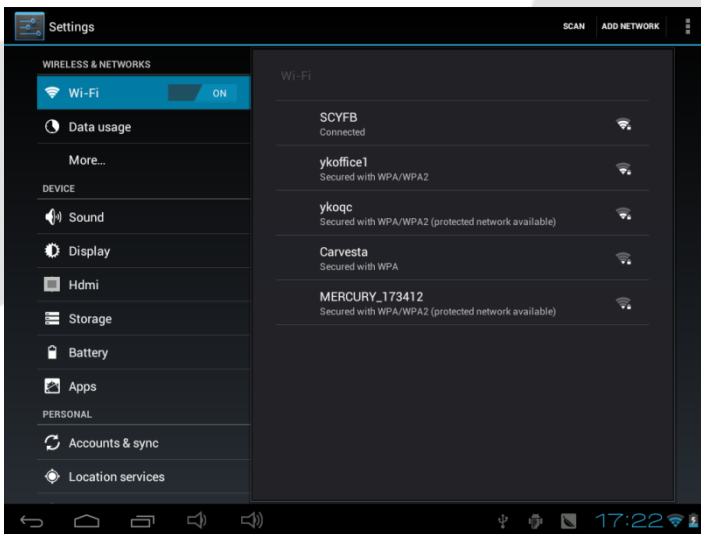 Settings
SCAN
ADD NETWORK
WIRELESS & NETWORKS
Wi-Fi
ON
Data usage
More...
DEVICE
Sound
Display
Hdmi
Storage
Battery
Apps
PERSONAL
Accounts & sync
Location services
Wi-Fi
SCYFB
Connected
ykoffice1
Secured with WPA/WPA2
ykoqc
Secured with WPA/WPA2 (protected network available)
Carvesta
Secured with WPA
MERCURY_173412
Secured with WPA/WPA2 (protected network available)
17:22